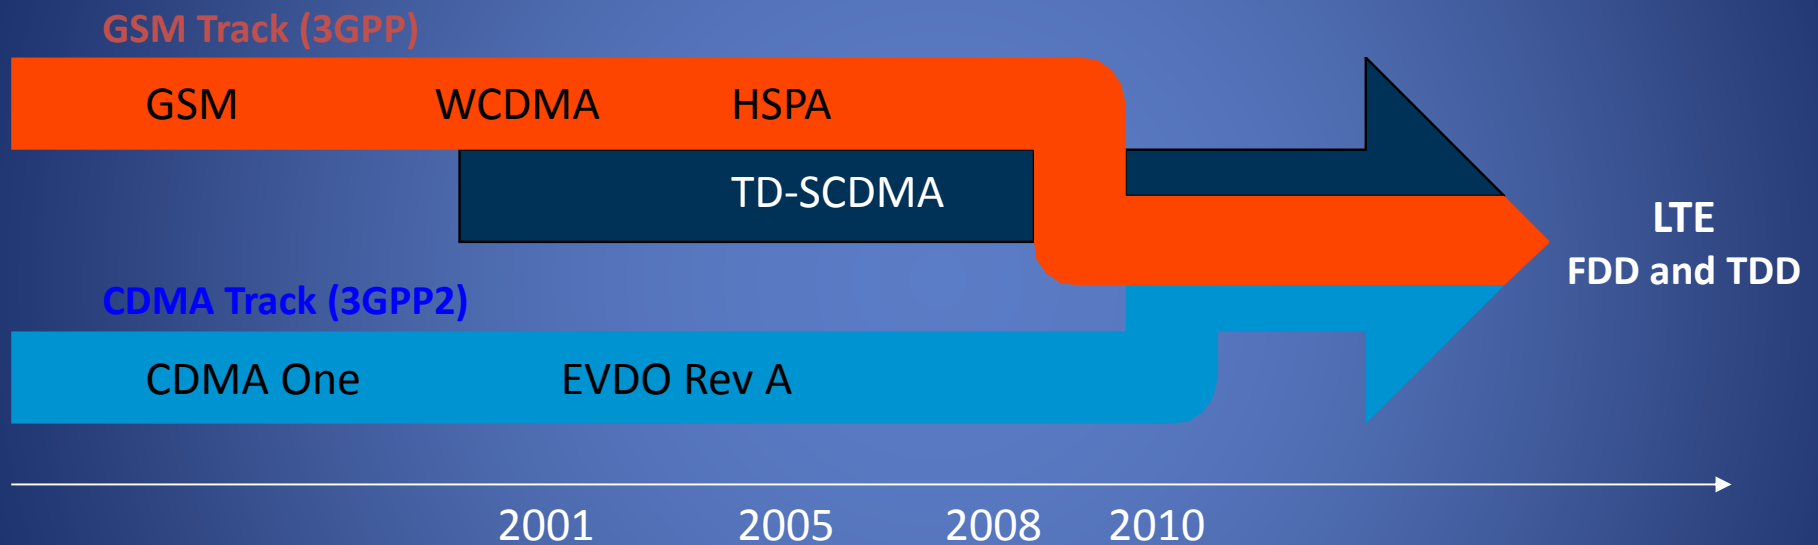 GSM Track (3GPP)
GSM WCDMA HSPA
TD-SCDMA
LTE
FDD and TDD
CDMA Track (3GPP2)
CDMA One EVDO Rev A
2001 2005 2008 2010